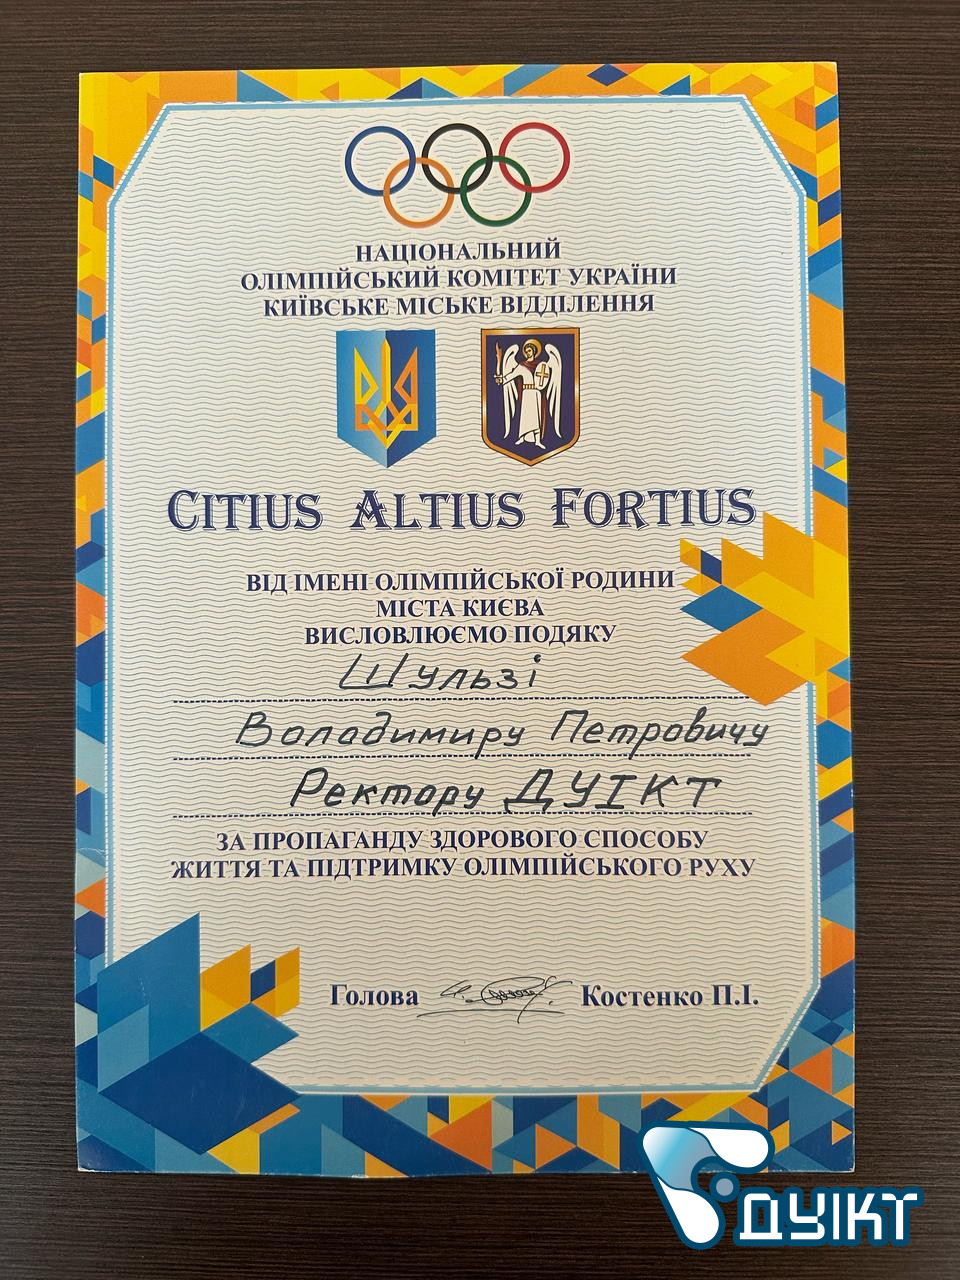 НАЦІОНАЛЬНИЙ
ОЛІМПІЙСЬКИЙ КОМІТЕТ УКРАЇНИ
КИЇВСЬКЕ МІСЬКЕ ВІДДІЛЕННЯ
CITIUS ALTIUS FORTIUS
ВІД ІМЕНІ ОЛІМПІЙСЬКОЇ РОДИНИ
МІСТА КИЄВА
ВИСЛОВЛЮЄМО ПОДЯКУ
Шульзі
Володимиру Петровичу
Ректору ДУІКТ
ЗА ПРОПАГАНДУ ЗДОРОВОГО СПОСОБУ
ЖИТТЯ ТА ПІДТРИМКУ ОЛІМПІЙСЬКОГО РУХУ
Голова Костенко П.І.
ДУІКТ